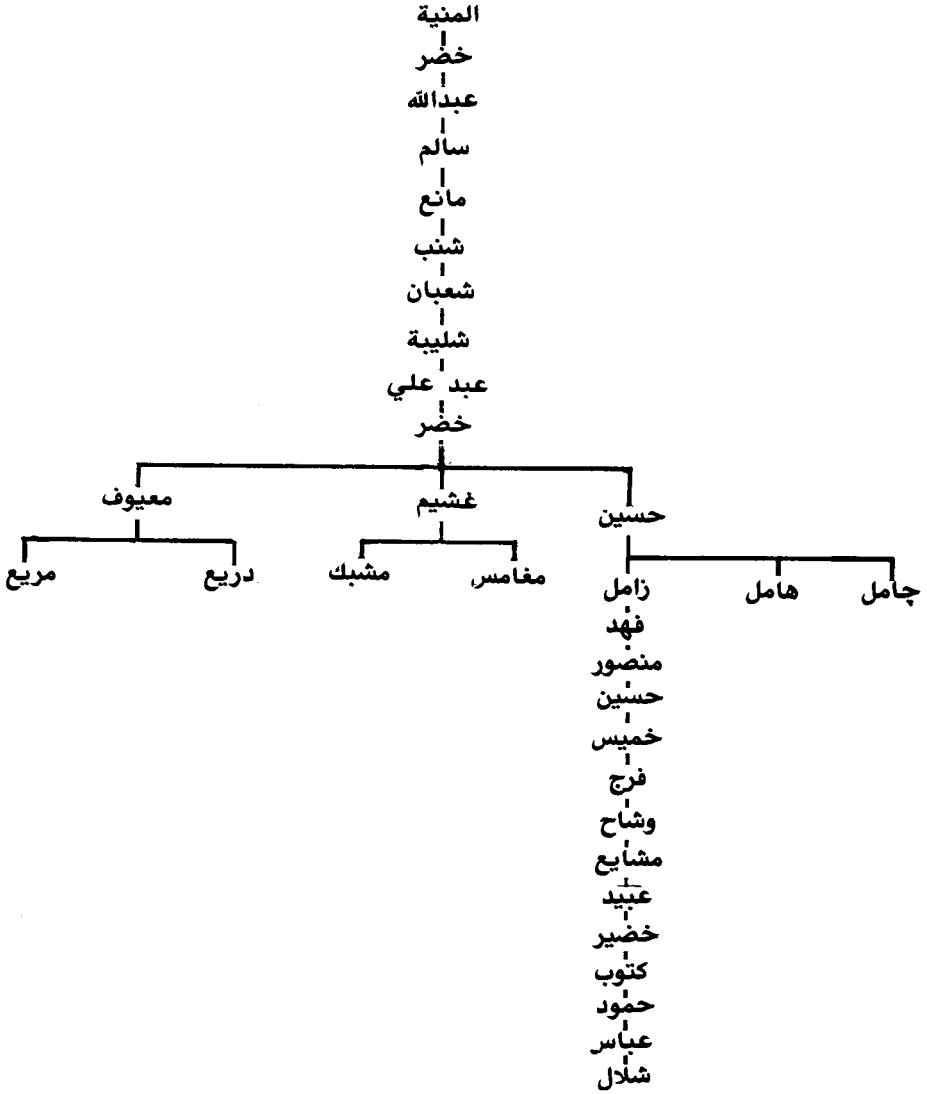 المنية
خضر
عبدالله
سالم
مانع
شنب
شعبان
شليبة
عبد علي
خضر
حسين
غشيم
معيوف
چامل
هامل
زامل
مغامس
مشبك
دريع
مريع
فهد
منصور
حسين
خميس
فرج
وشاح
مشايع
عبيد
خضير
كتوب
حمود
عباس
شلال